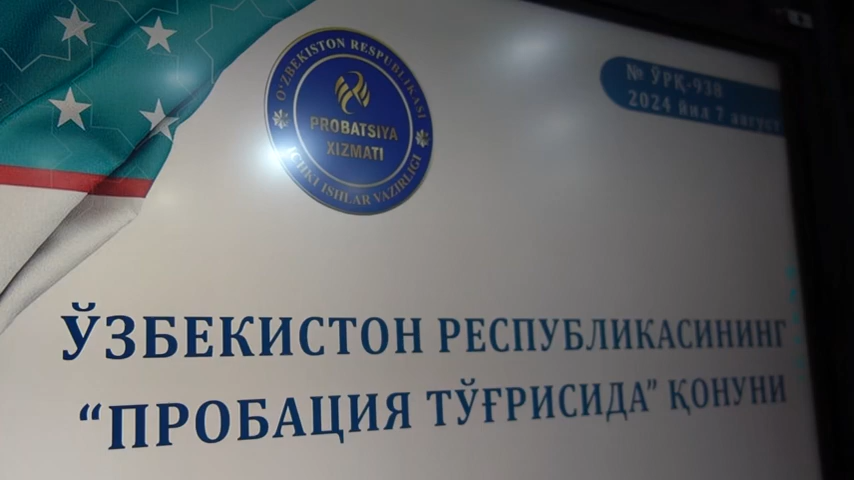 O'ZBEKISTON RESPUBLIKASI
PROBATSIYA
XIZMATI
ICHKI ISHLAR VAZIRLIGI
№ ЎРҚ-938
2024 йил 7 август
ЎЗБЕКИСТОН РЕСПУБЛИКАСИНИНГ
“ПРОБАЦИЯ ТЎҒРИСИДА” ҚОНУНИ